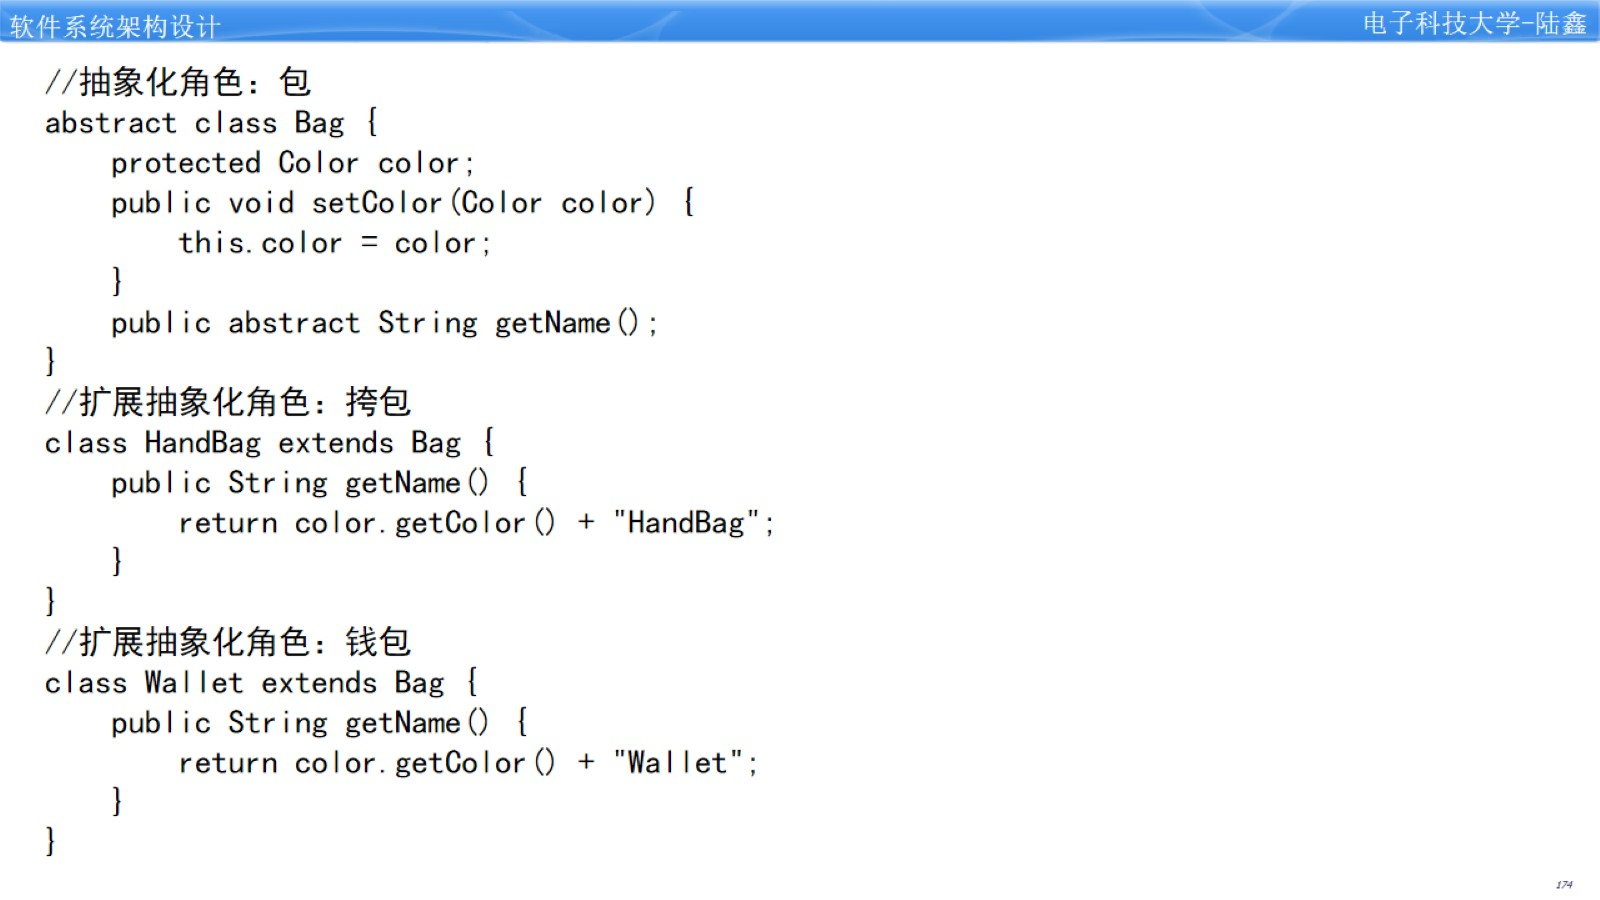 软件系统架构设计
电子科技大学-陆鑫
//抽象化角色：包
abstract class Bag {
    protected Color color;
    public void setColor(Color color) {
        this.color = color;
    }
    public abstract String getName();
}
//扩展抽象化角色：挎包
class HandBag extends Bag {
    public String getName() {
        return color.getColor() + "HandBag";
    }
}
//扩展抽象化角色：钱包
class Wallet extends Bag {
    public String getName() {
        return color.getColor() + "Wallet";
    }
}
174